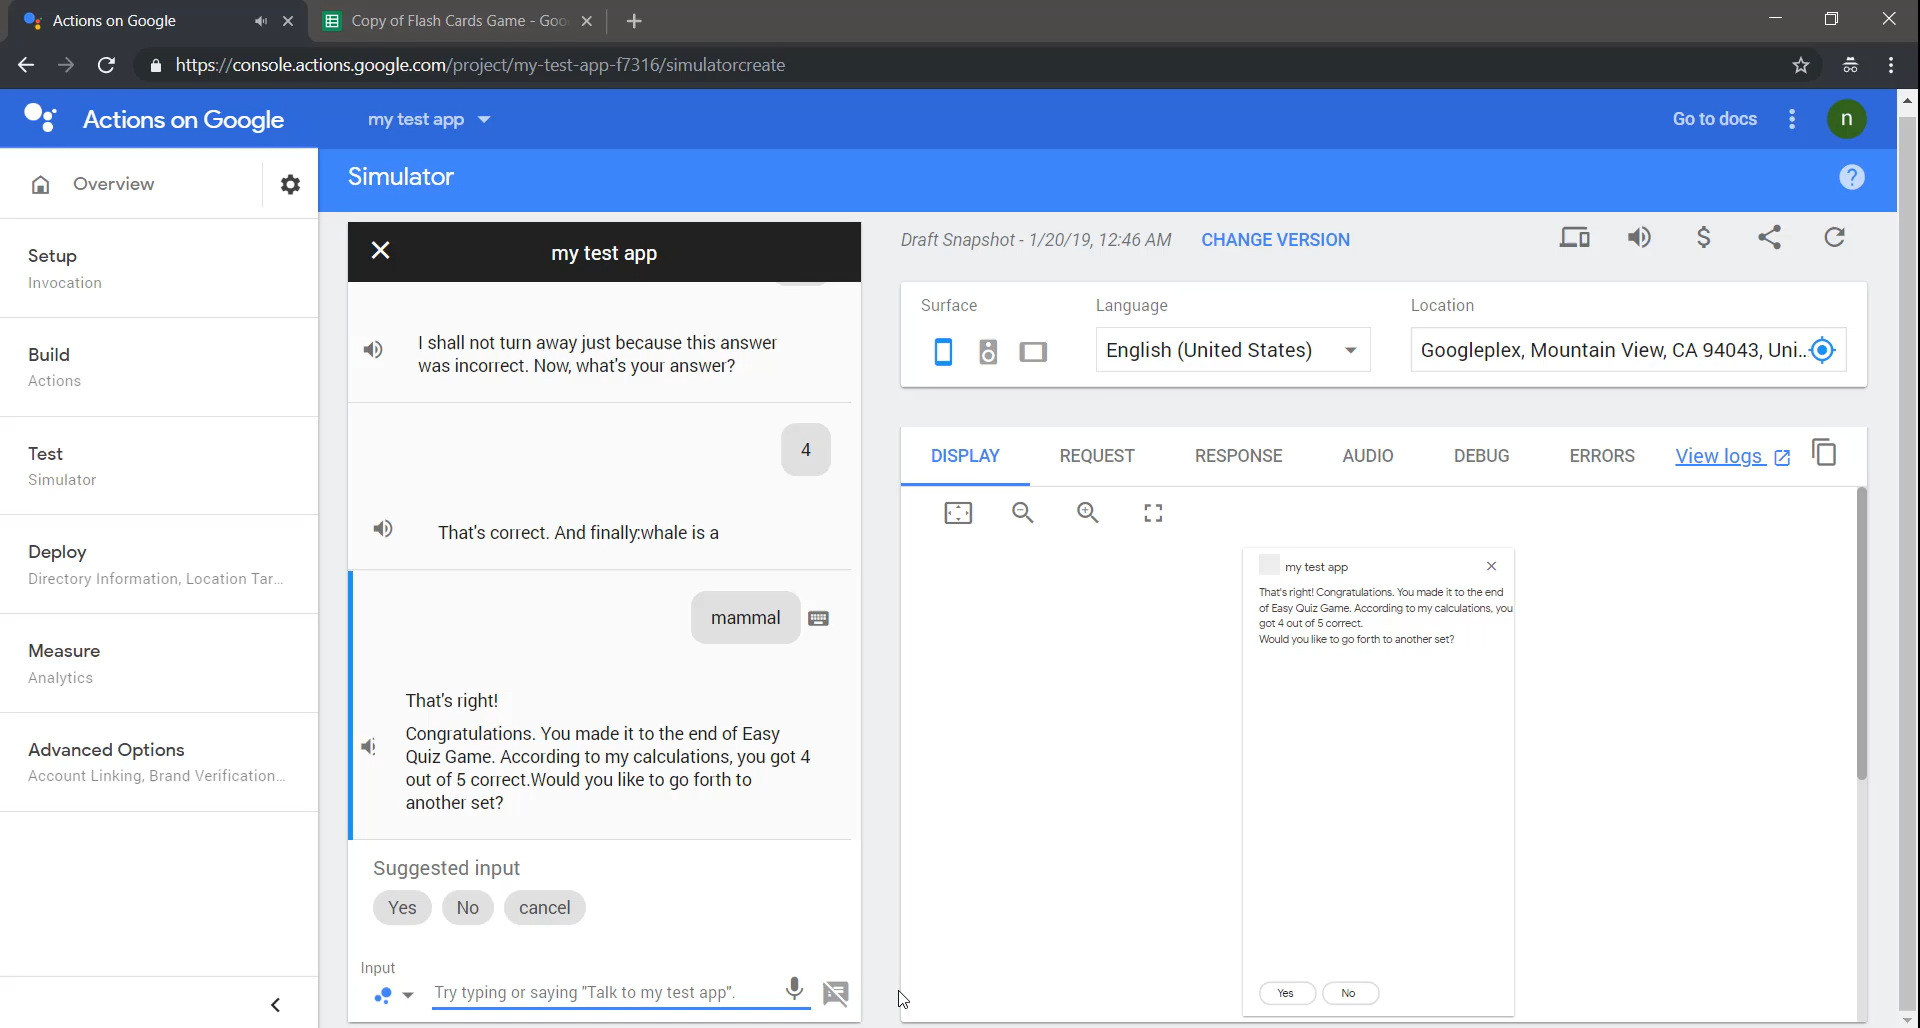 Actions on Google
Copy of Flash Cards Game - Goo
https://console.actions.google.com/project/my-test-app-f7316/simulatorcreate
Actions on Google
my test app
Go to docs
n
Overview
Simulator
?
Setup
Invocation
Build
Actions
Test
Simulator
Deploy
Directory Information, Location Tar...
Measure
Analytics
Advanced Options
Account Linking, Brand Verification...
my test app
I shall not turn away just because this answer
was incorrect. Now, what's your answer?
4
That's correct. And finally:whale is a
mammal
That's right!
Congratulations. You made it to the end of Easy
Quiz Game. According to my calculations, you got 4
out of 5 correct.Would you like to go forth to
another set?
Suggested input
Yes
No
cancel
Input
Try typing or saying "Talk to my test app".
Draft Snapshot - 1/20/19, 12:46 AM
CHANGE VERSION
$
Surface
Language
Location
English (United States)
Googleplex, Mountain View, CA 94043, Uni...
DISPLAY
REQUEST
RESPONSE
AUDIO
DEBUG
ERRORS
View logs
my test app
That's right! Congratulations. You made it to the end
of Easy Quiz Game. According to my calculations, you
got 4 out of 5 correct.
Would you like to go forth to another set?
Yes
No